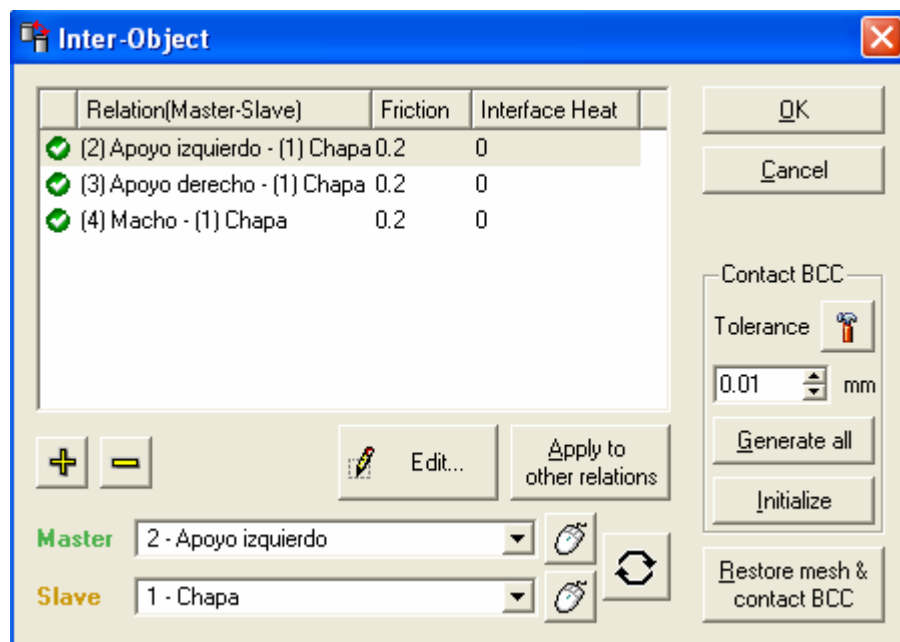 Inter-Object
Relation(Master-Slave) Friction Interface Heat
(2) Apoyo izquierdo - (1) Chapa 0.2 0
(3) Apoyo derecho - (1) Chapa 0.2 0
(4) Macho - (1) Chapa 0.2 0
OK
Cancel
Contact BCC
Tolerance
0.01 mm
Generate all
Initialize
Edit...
Apply to
other relations
Master 2 - Apoyo izquierdo
Slave 1 - Chapa
Restore mesh &
contact BCC